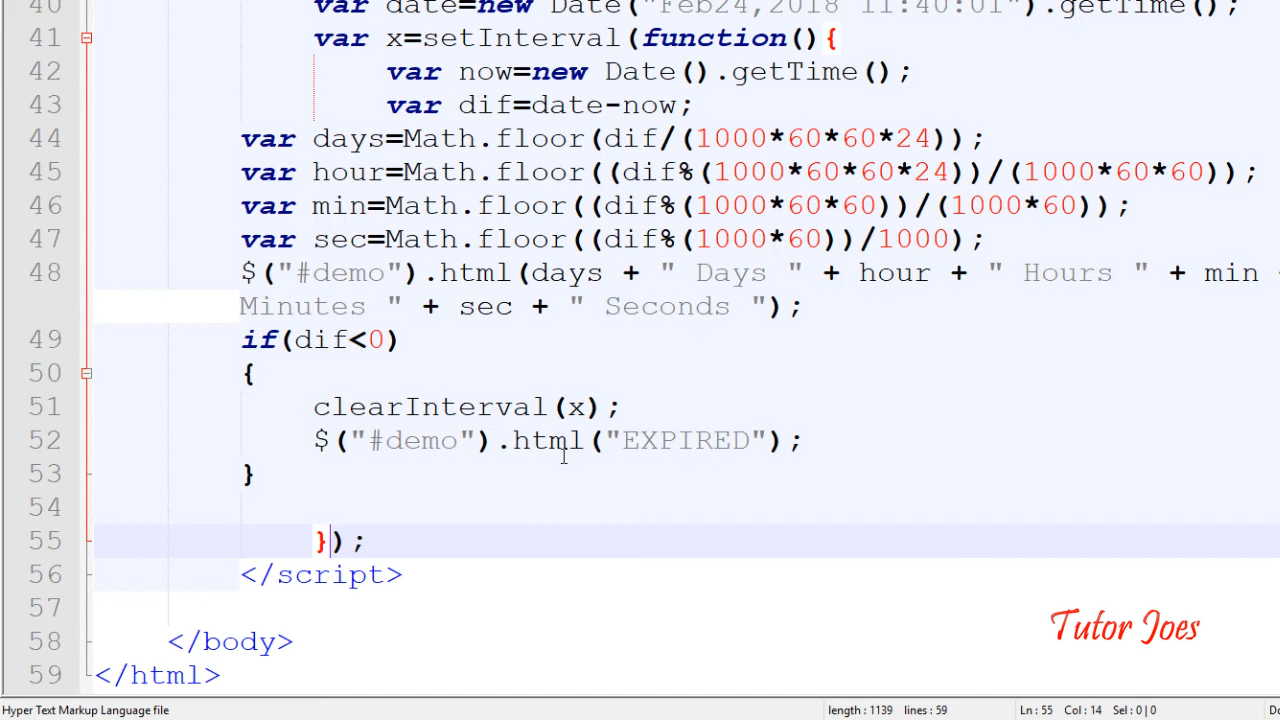 40 var date=new Date("Feb24,2018 11:40:01").getTime();
41 var x=setInterval(function(){
42 var now=new Date().getTime();
43 var dif=date-now;
44 var days=Math.floor(dif/(1000*60*60*24));
45 var hour=Math.floor((dif%(1000*60*60*24))/(1000*60*60));
46 var min=Math.floor((dif%(1000*60*60))/(1000*60));
47 var sec=Math.floor((dif%(1000*60))/1000);
48 $("#demo").html(days + " Days " + hour + " Hours " + min
Minutes " + sec + " Seconds ");
49 if(dif<0)
50 {
51 clearInterval(x);
52 $("#demo").html("EXPIRED");
53 }
54
55 });
56 </script>
57
58 </body>
59 </html>
Tutor Joes
Hyper Text Markup Language file length : 1139 lines : 59 Ln : 55 Col : 14 Sel : 0 | 0